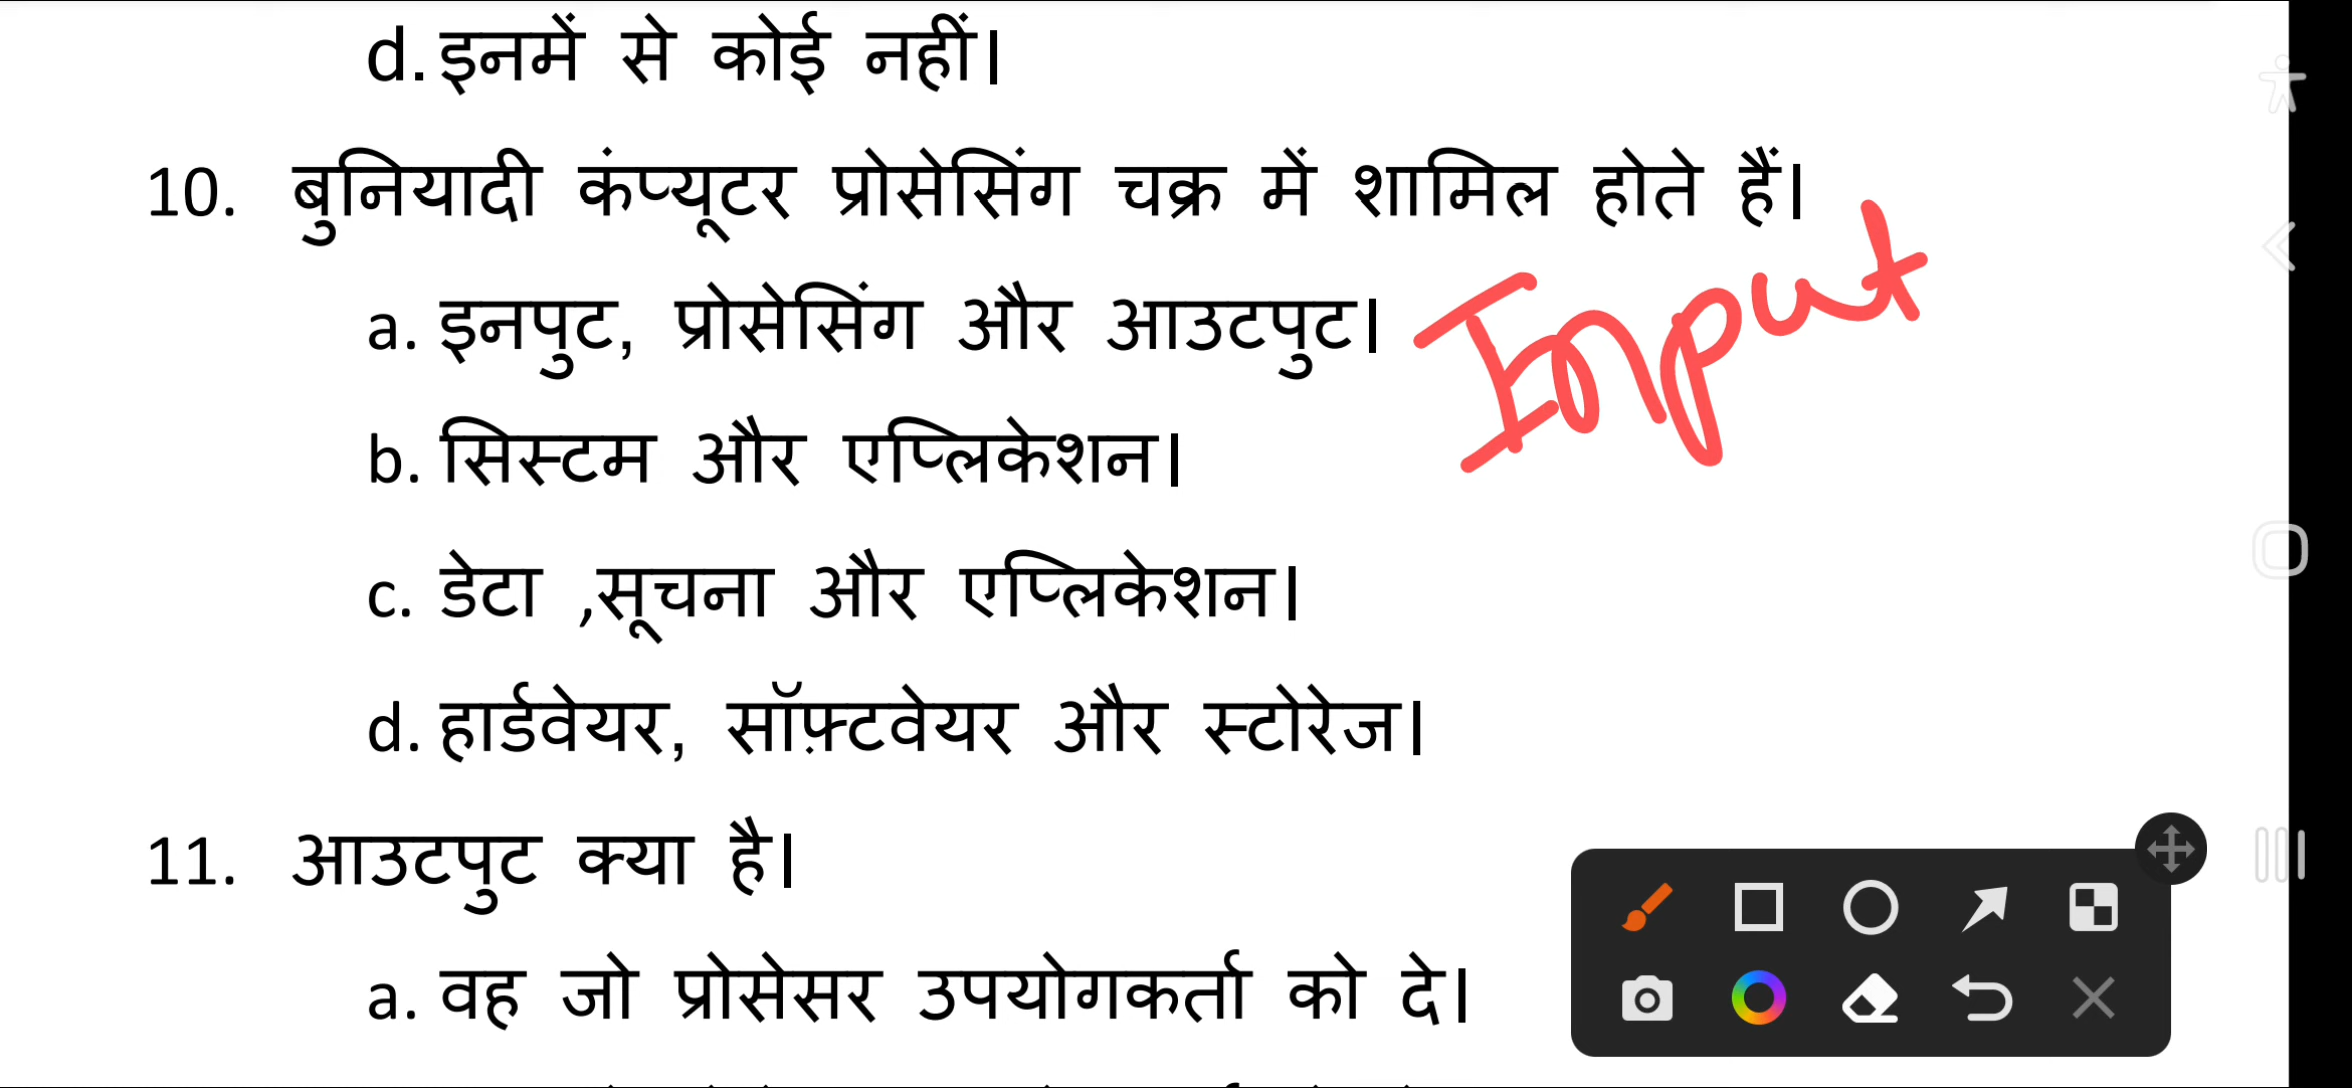 d. इनमें से कोई नहीं।
10. बुनियादी कंप्यूटर प्रोसेसिंग चक्र में शामिल होते हैं।
a. इनपुट, प्रोसेसिंग और आउटपुट।
Input
b. सिस्टम और एप्लिकेशन।
c. डेटा ,सूचना और एप्लिकेशन।
d. हार्डवेयर, सॉफ़्टवेयर और स्टोरेज।
11. आउटपुट क्या है।
a. वह जो प्रोसेसर उपयोगकर्ता को दे।